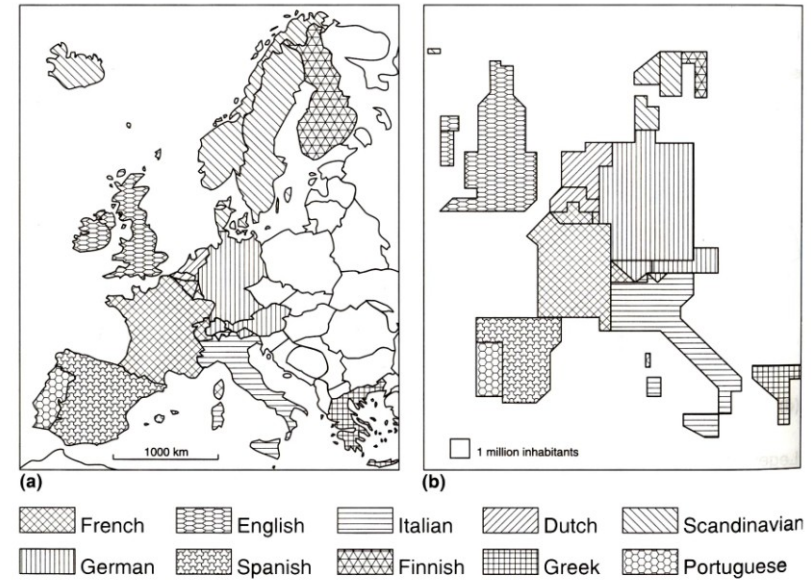 1000 km
1 million inhabitants
(a)
(b)
French
English
Italian
Dutch
Scandinavian
German
Spanish
Finnish
Greek
Portuguese